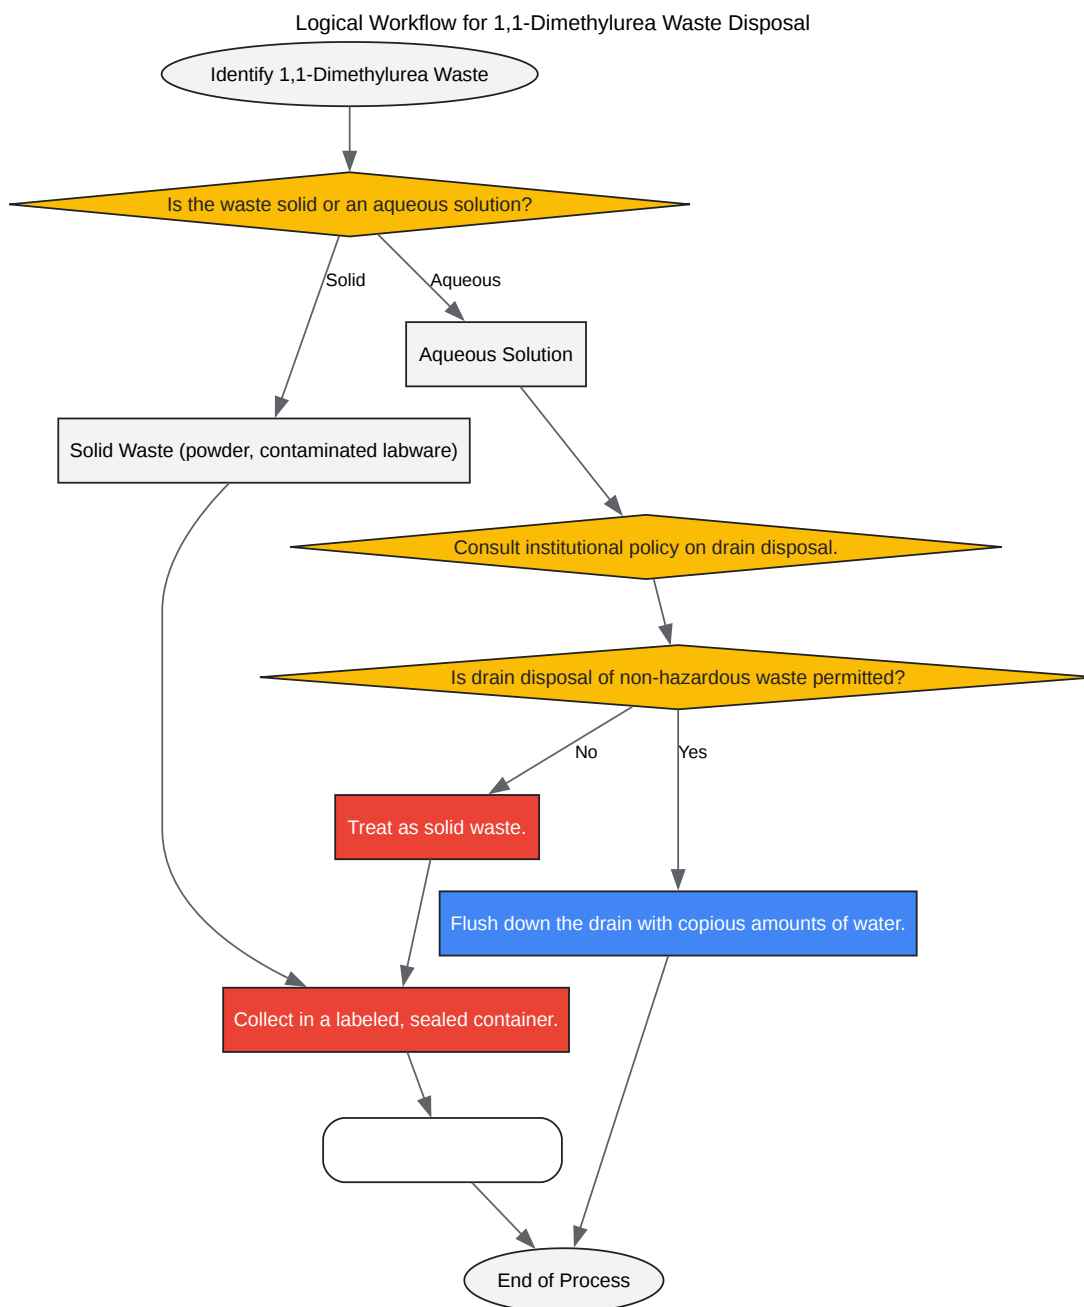 Logical Workflow for 1,1-Dimethylurea Waste Disposal
Identify 1,1-Dimethylurea Waste
Is the waste solid or an aqueous solution?
Solid
Aqueous
Aqueous Solution
Solid Waste (powder, contaminated labware)
Consult institutional policy on drain disposal.
Is drain disposal of non-hazardous waste permitted?
No
Yes
Treat as solid waste.
Flush down the drain with copious amounts of water.
Collect in a labeled, sealed container.
End of Process